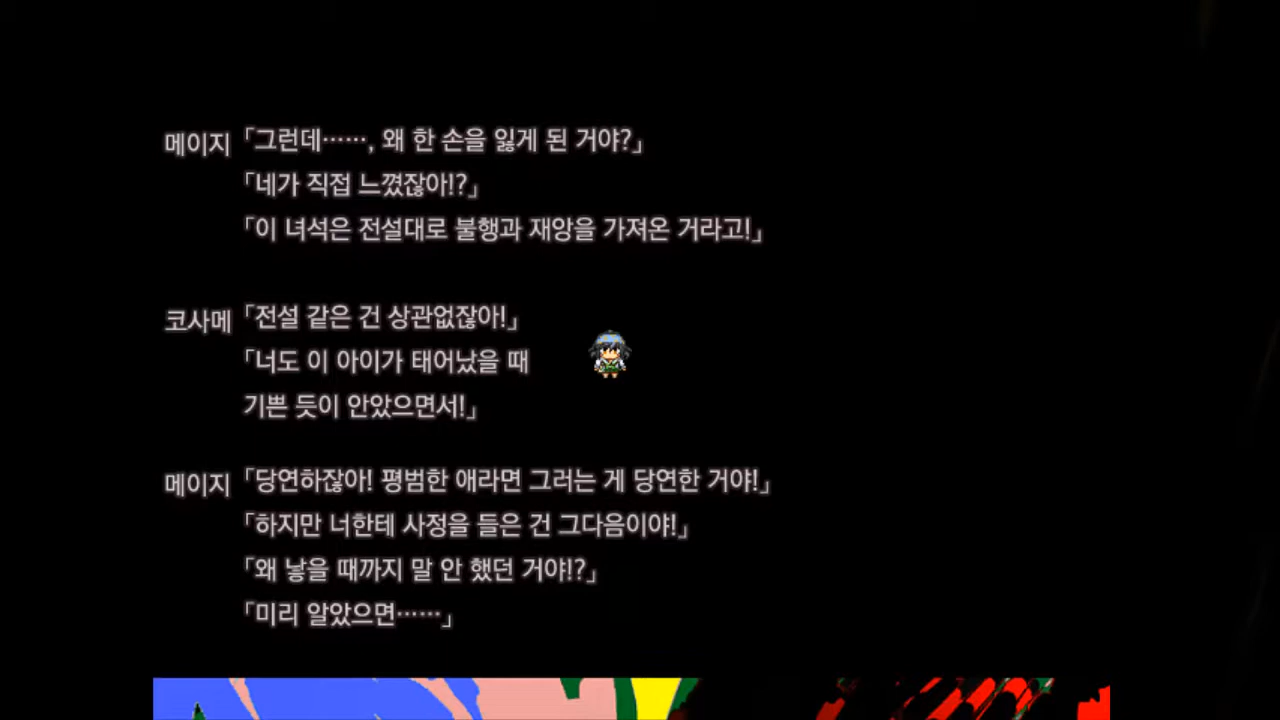 메이지 「그런데……, 왜 한 손을 잃게 된 거야?」
「네가 직접 느꼈잖아!?」
「이 녀석은 전설대로 불행과 재앙을 가져온 거라고!」
코사메 「전설 같은 건 상관없잖아!」
「너도 이 아이가 태어났을 때
기쁜 듯이 안았으면서!」
메이지 「당연하잖아! 평범한 애라면 그러는 게 당연한 거야!」
「하지만 너한테 사정을 들은 건 그다음이야!」
「왜 낳을 때까지 말 안 했던 거야!?」
「미리 알았으면……」